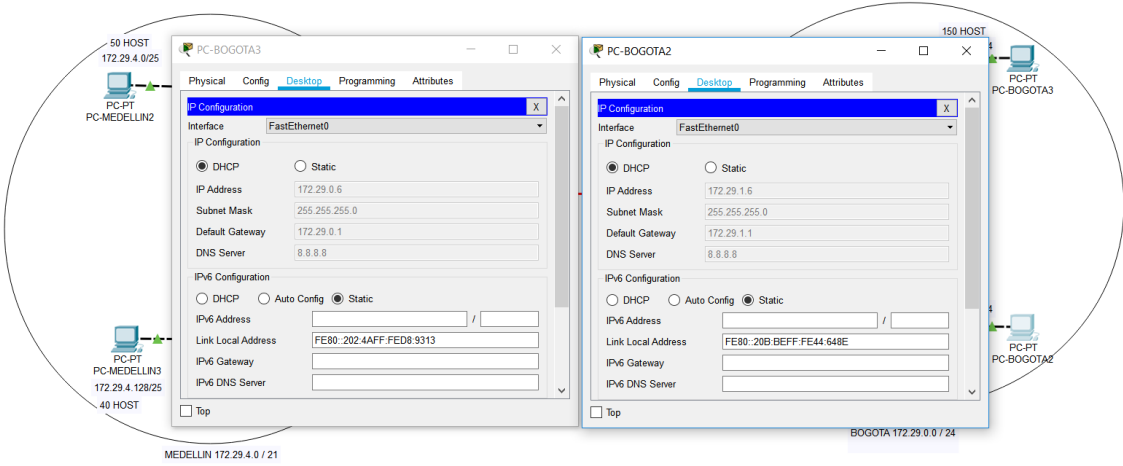 50 HOST
172.29.4.0/25
PC-PT
PC-MEDELLIN2
PC-PT
PC-MEDELLIN3
172.29.4.128/25
40 HOST
MEDELLIN 172.29.4.0 / 21
PC-BOGOTA3
Physical Config Desktop Programming Attributes
IP Configuration X
Interface FastEthernet0
IP Configuration
DHCP Static
IP Address 172.29.0.6
Subnet Mask 255.255.255.0
Default Gateway 172.29.0.1
DNS Server 8.8.8.8
IPv6 Configuration
DHCP Auto Config Static
IPv6 Address /
Link Local Address FE80::202:4AFF:FED8:9313
IPv6 Gateway
IPv6 DNS Server
Top
PC-BOGOTA2
Physical Config Desktop Programming Attributes
IP Configuration X
Interface FastEthernet0
IP Configuration
DHCP Static
IP Address 172.29.1.6
Subnet Mask 255.255.255.0
Default Gateway 172.29.1.1
DNS Server 8.8.8.8
IPv6 Configuration
DHCP Auto Config Static
IPv6 Address /
Link Local Address FE80::20B:BEFF:FE44:648E
IPv6 Gateway
IPv6 DNS Server
Top
150 HOST
4
PC-PT
PC-BOGOTA3
4
PC-PT
PC-BOGOTA2
BOGOTA 172.29.0.0 / 24